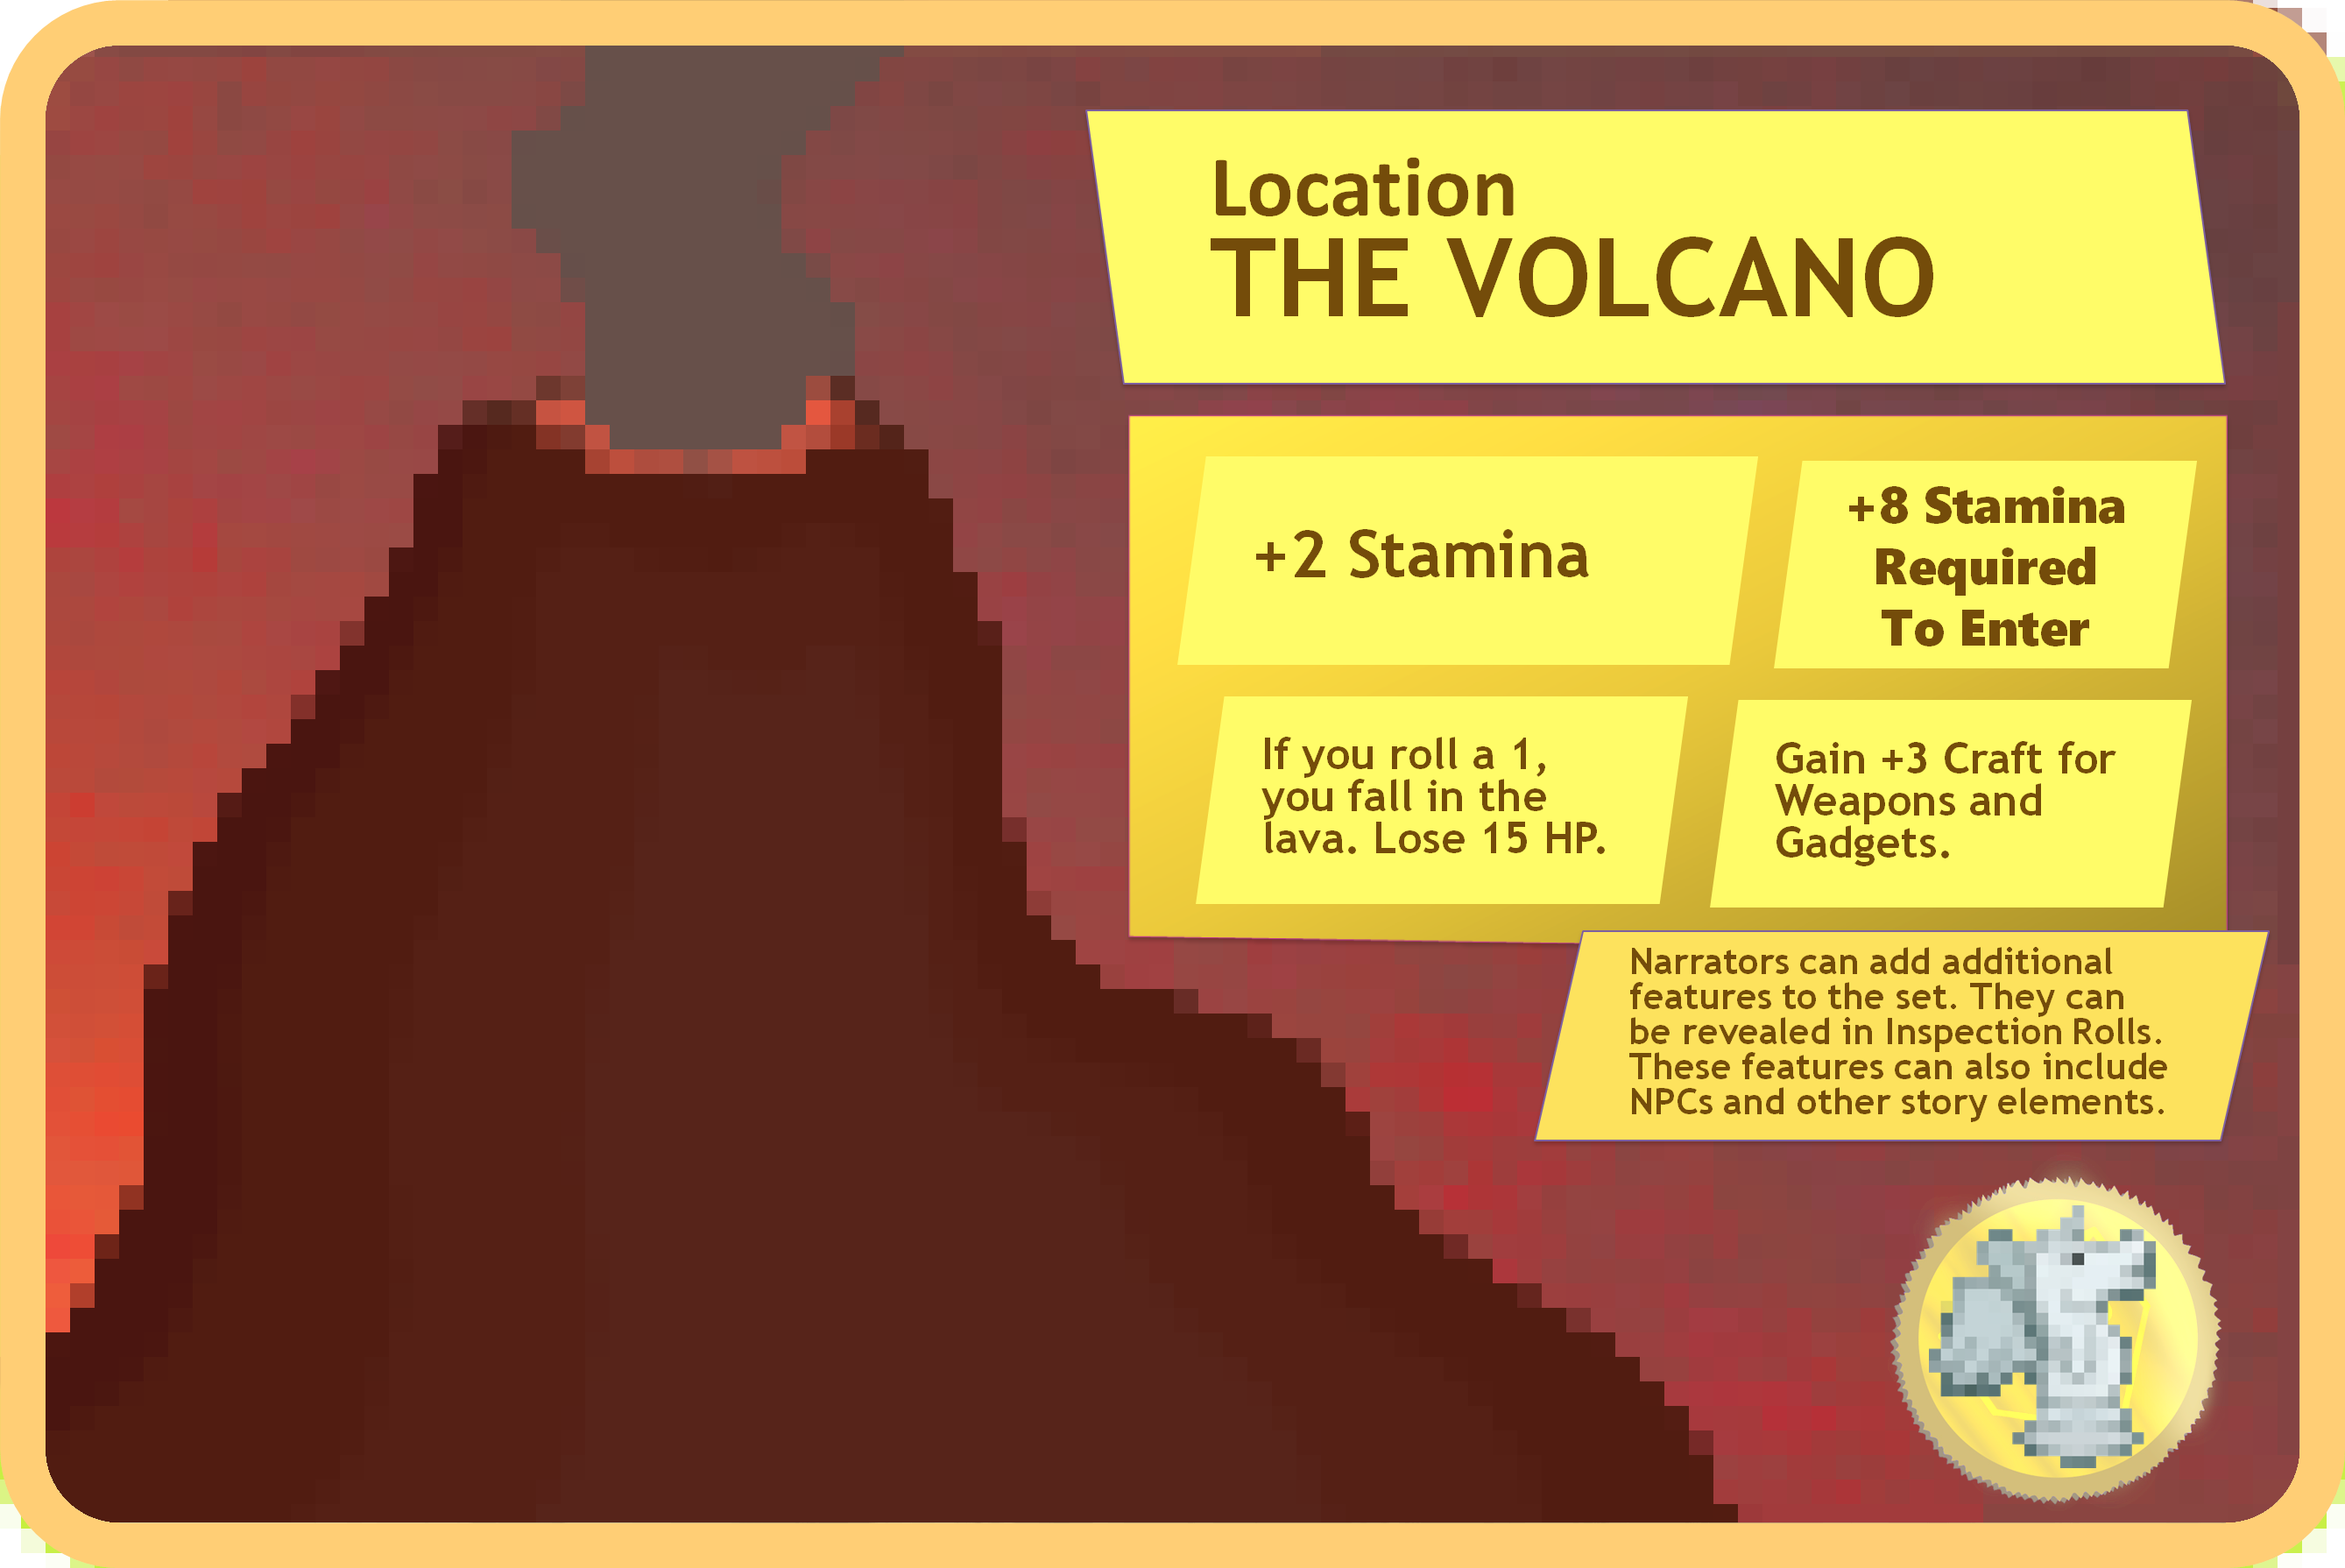 Location
THE VOLCANO
+2 Stamina
+8 Stamina
Required
To Enter
If you roll a 1,
you fall in the
lava. Lose 15 HP.
Gain +3 Craft for
Weapons and
Gadgets.
Narrators can add additional
features to the set. They can
be revealed in Inspection Rolls.
These features can also include
NPCs and other story elements.